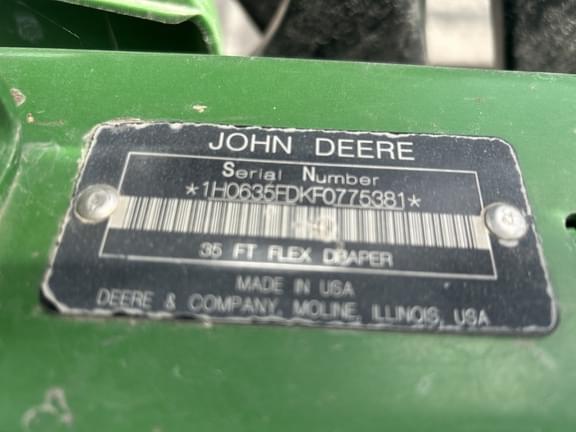 JOHN DEERE
Serial Number
*1H0635FDKF0775381*
35 FT FLEX DRAPER
MADE IN USA
DEERE & COMPANY, MOLINE, ILLINOIS, USA